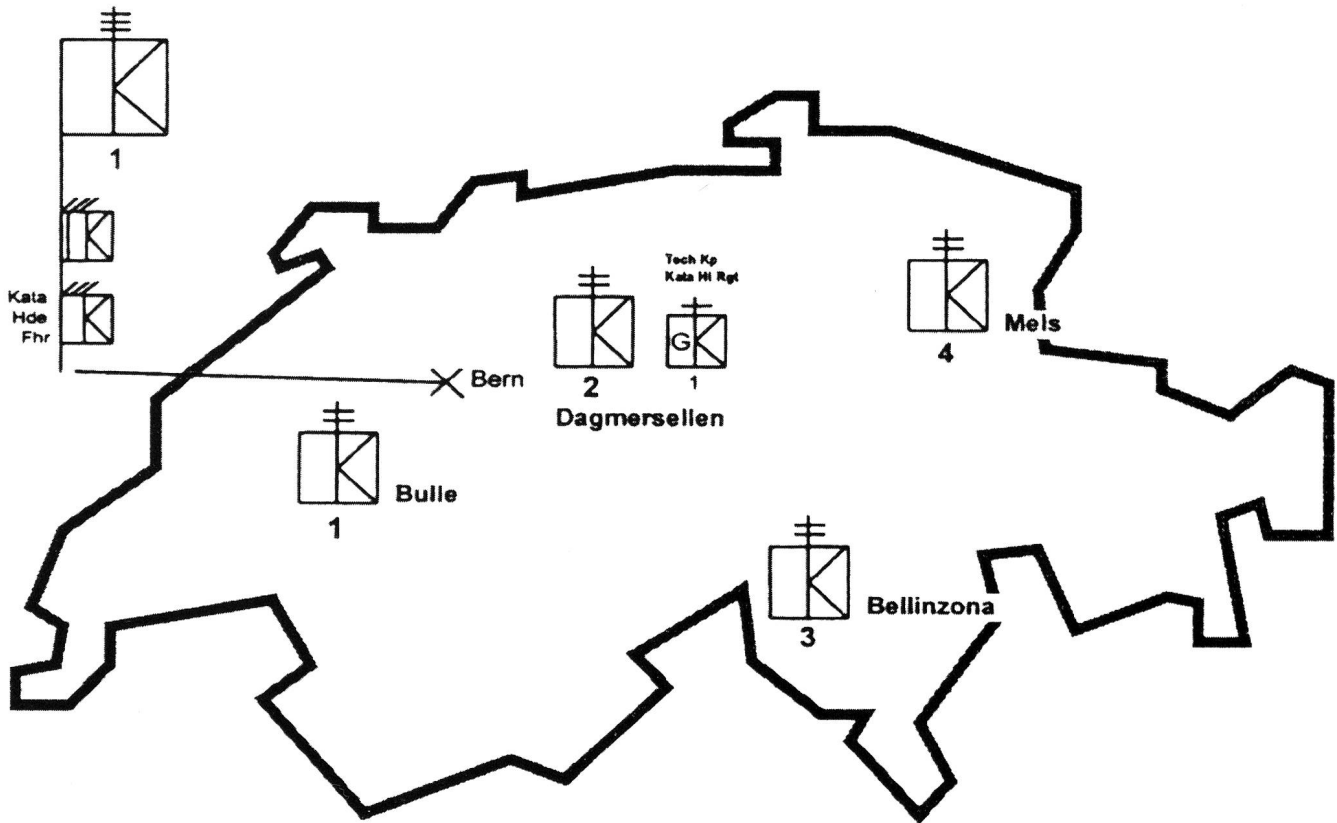 1
Kata
Hde
Fhr
Bern
Tech Kp
Kata Hi Rgt
G
2
1
Dagmersellen
4
Mels
1
Bulle
3
Bellinzona